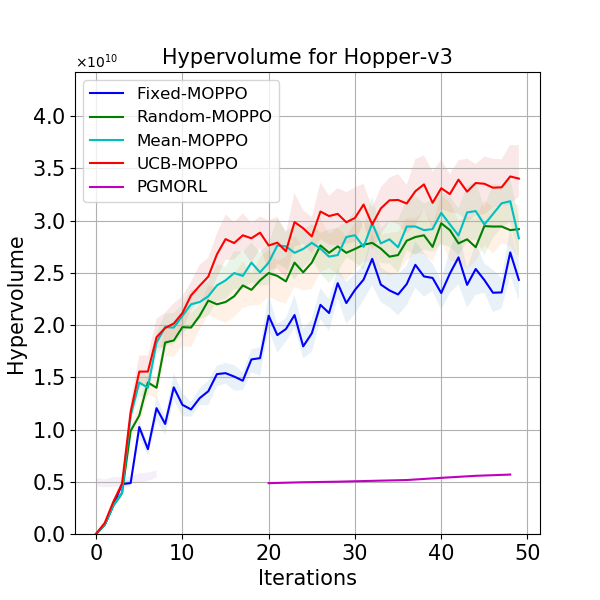 Hypervolume for Hopper-v3
×10¹⁰
Fixed-MOPPO
Random-MOPPO
Mean-MOPPO
UCB-MOPPO
PGMORL
Hypervolume
4.0
3.5
3.0
2.5
2.0
1.5
1.0
0.5
0.0
0 10 20 30 40 50
Iterations